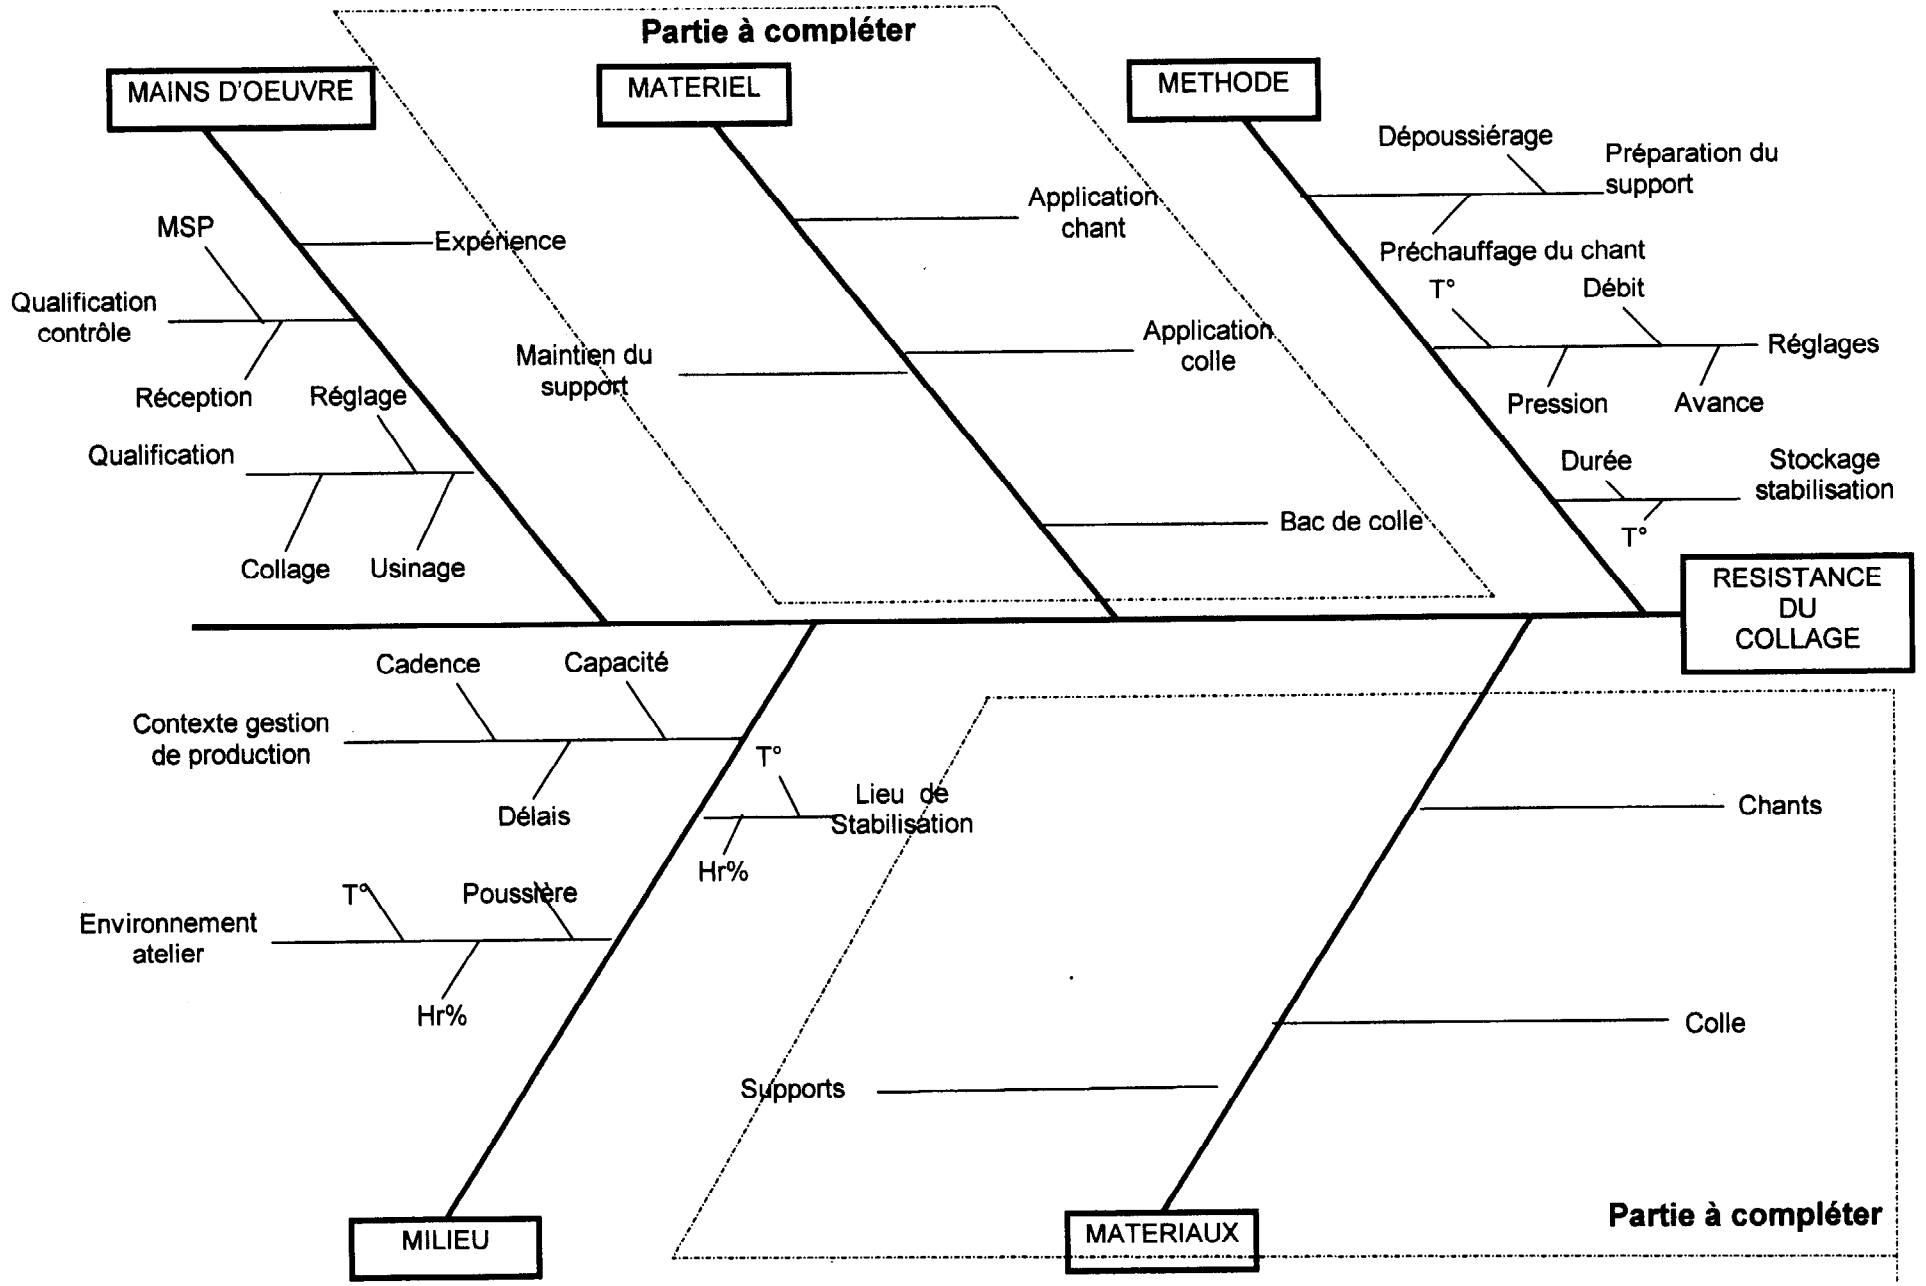 Partie à compléter
MAINS D'OEUVRE
MATERIEL
METHODE
Dépoussiérage
Préparation du
support
Préchauffage du chant
Application
chant
MSP
Expérience
Qualification
contrôle
Réception
T°
Débit
Réglages
Pression
Avance
Application
colle
Maintien du
support
Réglage
Qualification
Collage
Usinage
Durée
Stockage
stabilisation
T°
Bac de colle
RESISTANCE
DU
COLLAGE
Cadence
Capacité
Contexte gestion
de production
Délais
T°
Lieu de
Stabilisation
Hr%
Chants
T°
Poussière
Environnement
atelier
Hr%
Colle
Supports
Partie à compléter
MILIEU
MATERIAUX